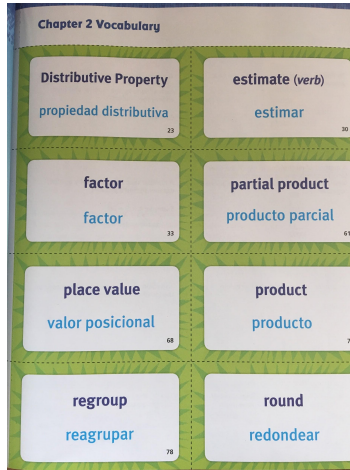 Chapter 2 Vocabulary
Distributive Property
propiedad distributiva
23
estimate (verb)
estimar
30
factor
factor
33
partial product
producto parcial
61
place value
valor posicional
68
product
producto
regroup
reagrupar
78
round
redondear